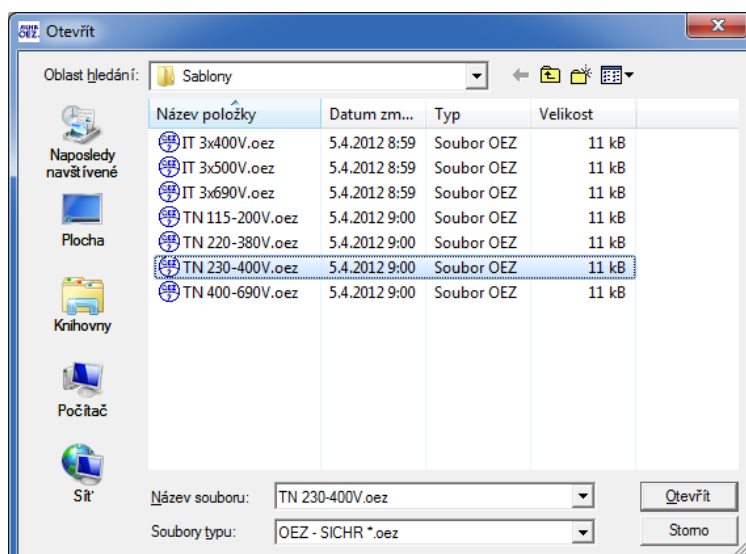 Otevřít
Oblast hledání: Sablony
Název položky Datum zm... Typ Velikost
IT 3x400V.oez 5.4.2012 8:59 Soubor OEZ 11 kB
IT 3x500V.oez 5.4.2012 8:59 Soubor OEZ 11 kB
IT 3x690V.oez 5.4.2012 8:59 Soubor OEZ 11 kB
TN 115-200V.oez 5.4.2012 9:00 Soubor OEZ 11 kB
TN 220-380V.oez 5.4.2012 9:00 Soubor OEZ 11 kB
TN 230-400V.oez 5.4.2012 9:00 Soubor OEZ 11 kB
TN 400-690V.oez 5.4.2012 9:00 Soubor OEZ 11 kB
Naposledy
navštívené
Plocha
Knihovny
Počítač
Síť
Název souboru: TN 230-400V.oez Otevřít
Soubory typu: OEZ - SICHR *.oez Storno